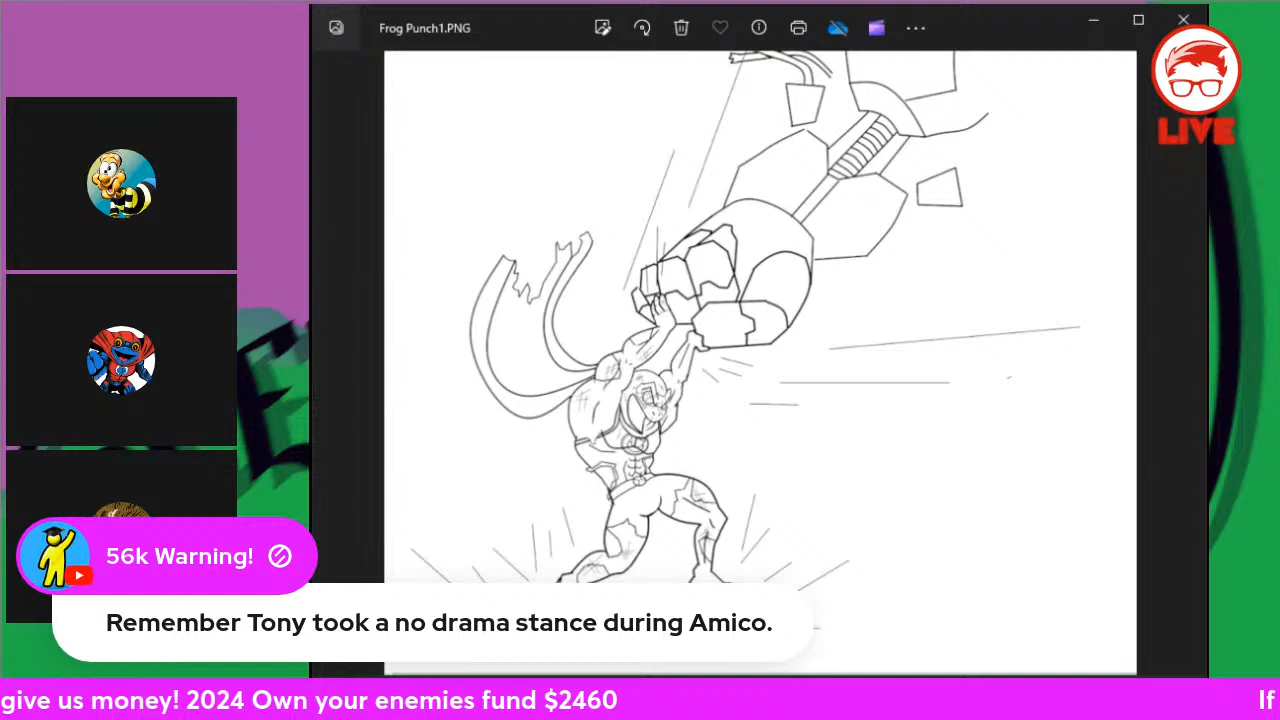 Frog Punch1.PNG
LIVE
E
56k Warning!
Remember Tony took a no drama stance during Amico.
give us money! 2024 Own your enemies fund $2460
If